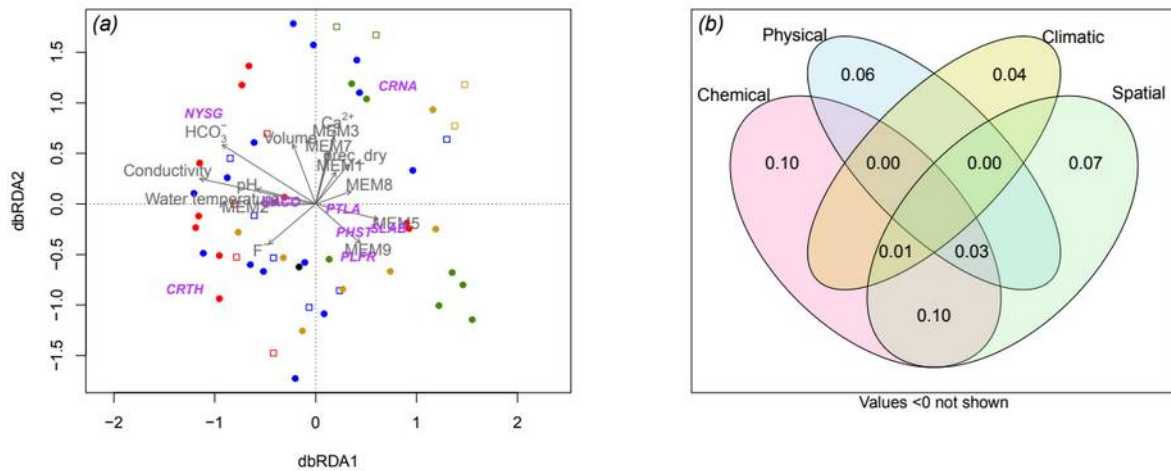 (a)
1.5
1.0
0.5
0.0
−0.5
−1.0
−1.5
dbRDA2
CRNA
NYSG
HCO3−
Ca2+
MEM3
Volume
MEM7
prec_dry
Conductivity
MEM1
pH
MEM8
Water temperature
MEM2
PTLA
MEM5
SLAB
PHST
F−
MEM9
PLFR
CRTH
−2
−1
0
1
2
dbRDA1
(b)
Physical
Climatic
Chemical
Spatial
0.06
0.04
0.10
0.00
0.00
0.07
0.01
0.03
0.10
Values <0 not shown